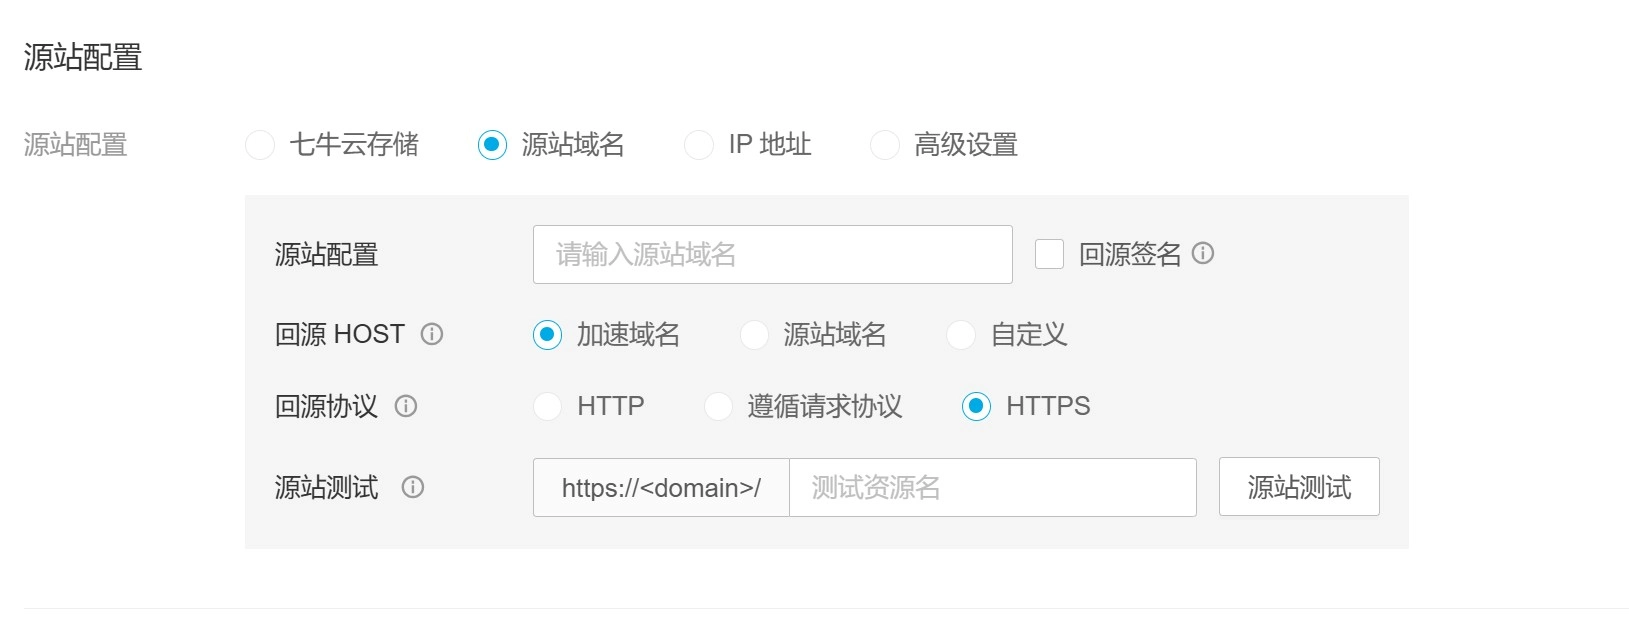 源站配置
源站配置 七牛云存储 源站域名 IP 地址 高级设置
源站配置 请输入源站域名 回源签名
回源 HOST 加速域名 源站域名 自定义
回源协议 HTTP 遵循请求协议 HTTPS
源站测试 https://<domain>/ 测试资源名 源站测试